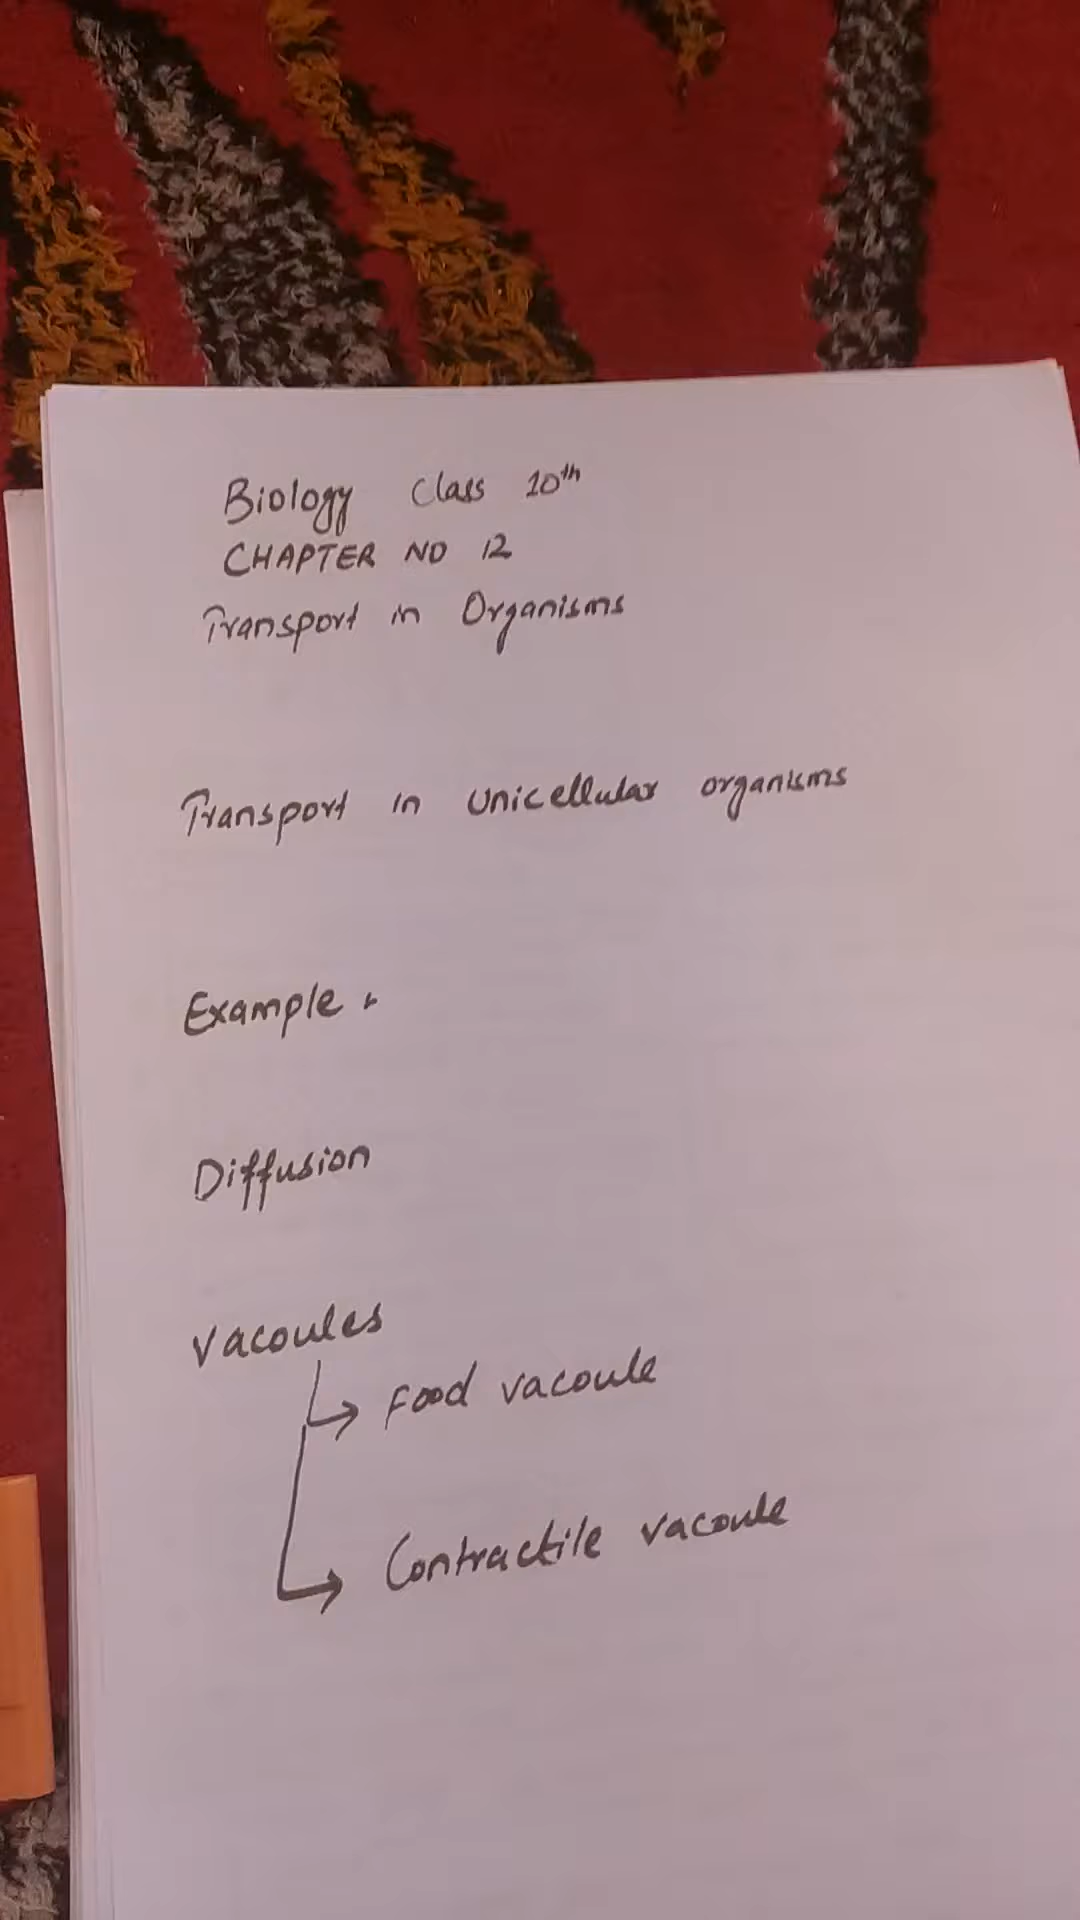 Biology Class 10th
CHAPTER NO 12
Transport in Organisms
Transport in unicellular organisms
Example :
Diffusion
Vacoules
Food vacoule
Contractile vacoule